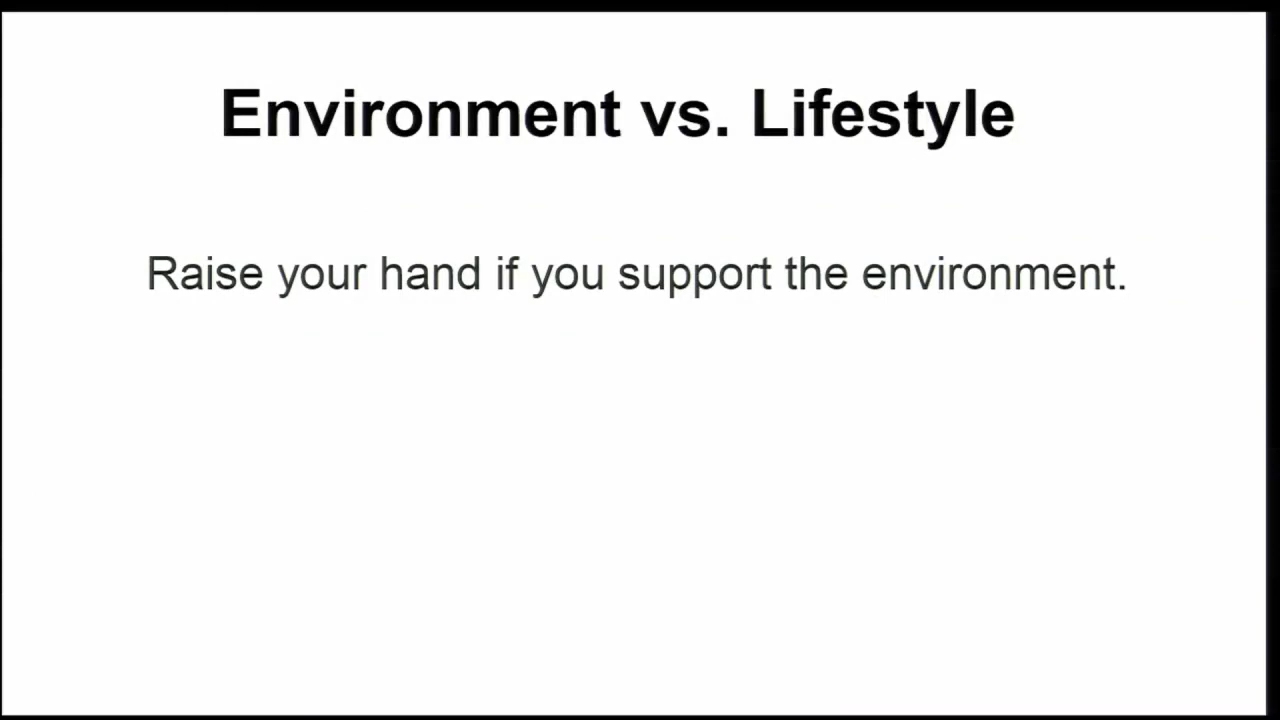 Environment vs. Lifestyle
Raise your hand if you support the environment.